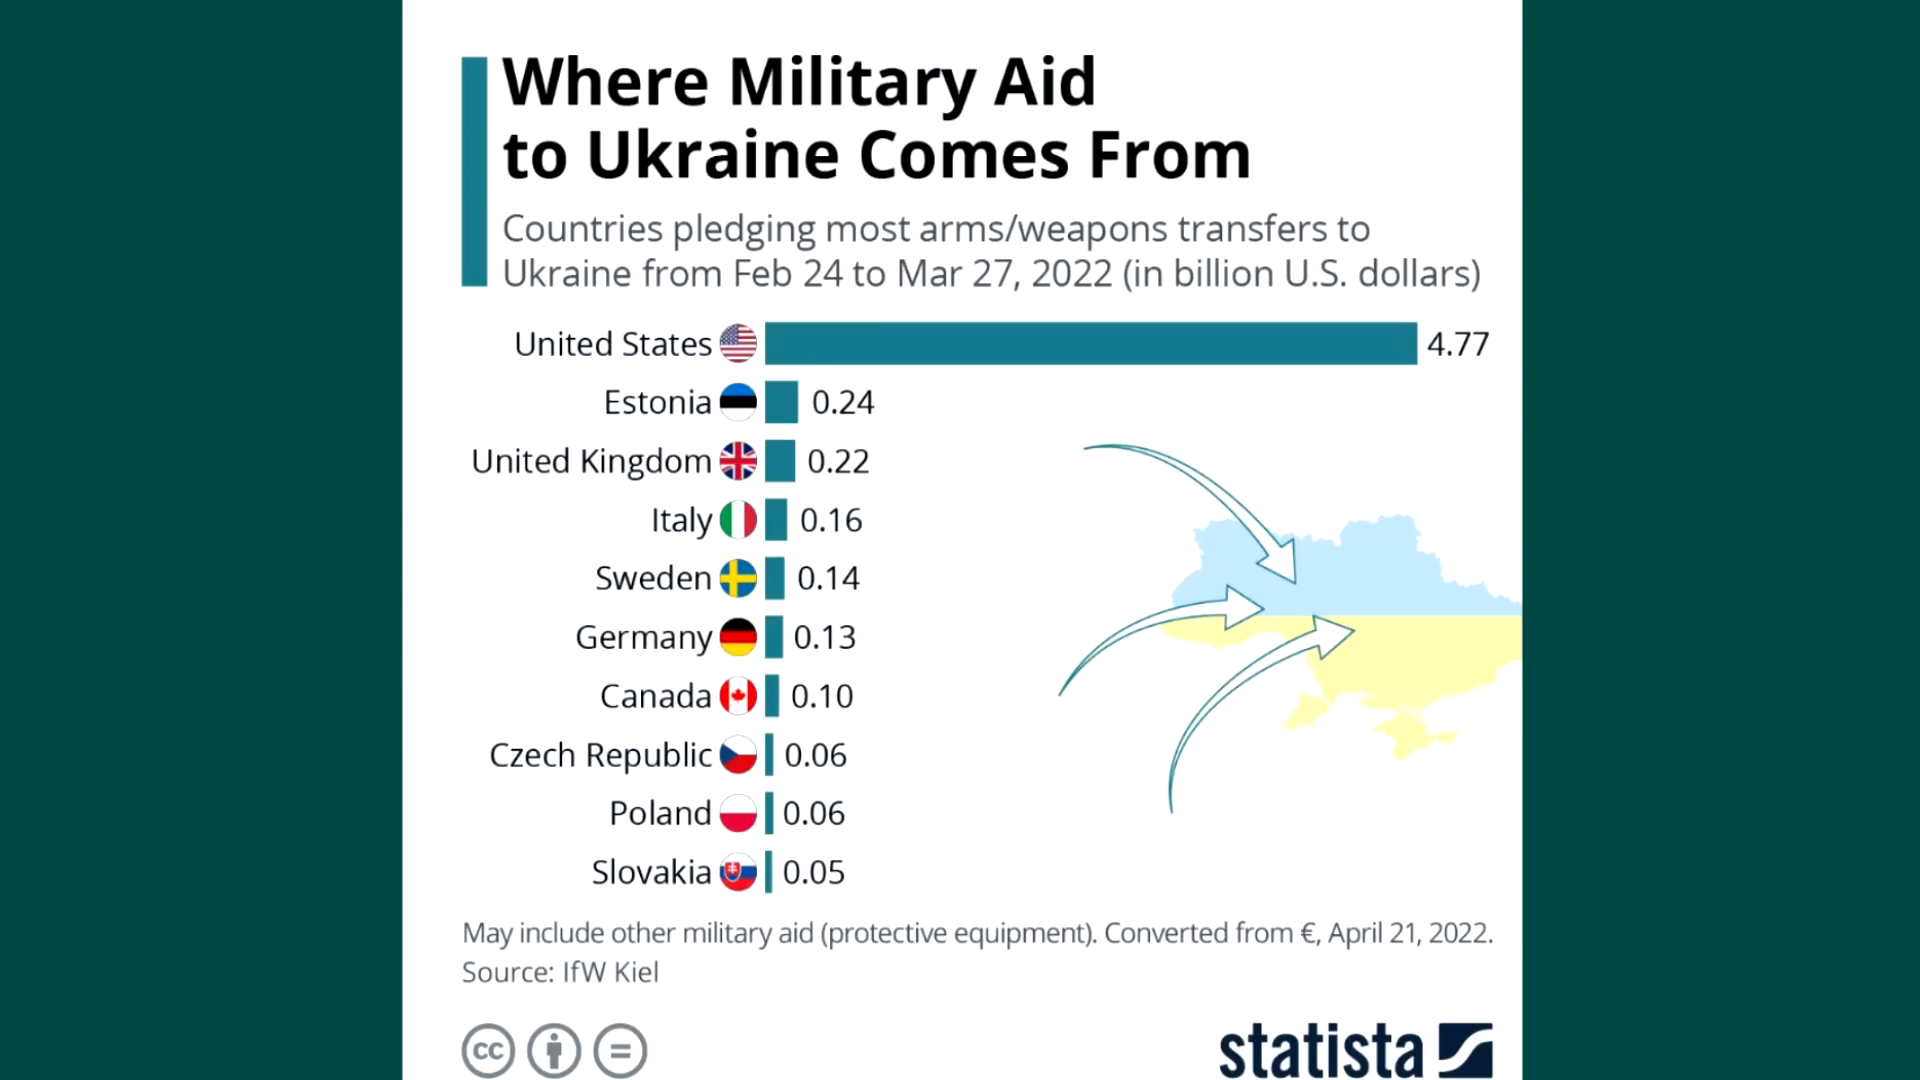 Where Military Aid
to Ukraine Comes From
Countries pledging most arms/weapons transfers to
Ukraine from Feb 24 to Mar 27, 2022 (in billion U.S. dollars)
United States 4.77
Estonia 0.24
United Kingdom 0.22
Italy 0.16
Sweden 0.14
Germany 0.13
Canada 0.10
Czech Republic 0.06
Poland 0.06
Slovakia 0.05
May include other military aid (protective equipment). Converted from €, April 21, 2022.
Source: IfW Kiel
cc =
statista